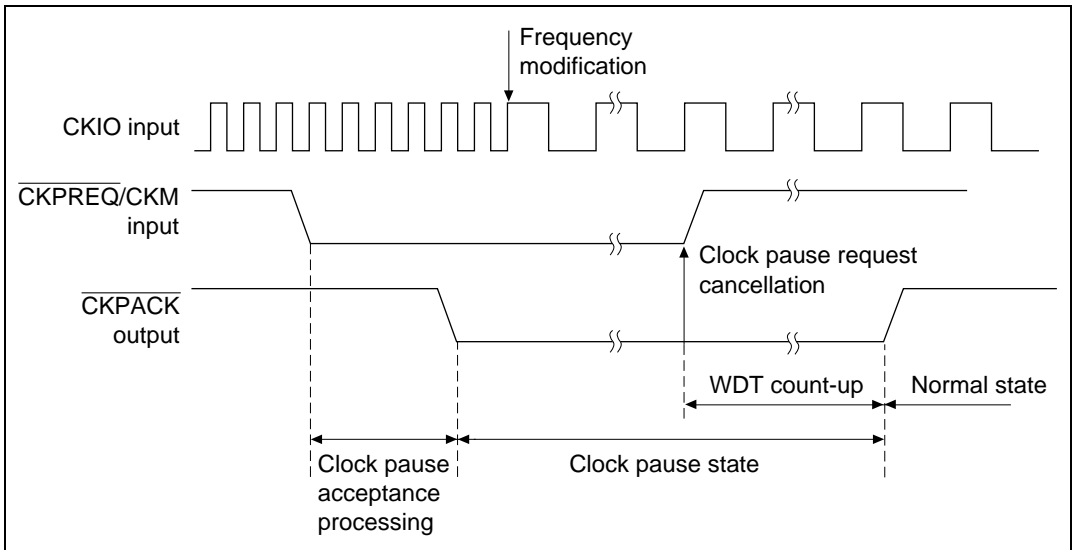 Frequency
modification
CKIO input
CKPREQ/CKM
input
Clock pause request
cancellation
CKPACK
output
WDT count-up
Normal state
Clock pause
acceptance
processing
Clock pause state